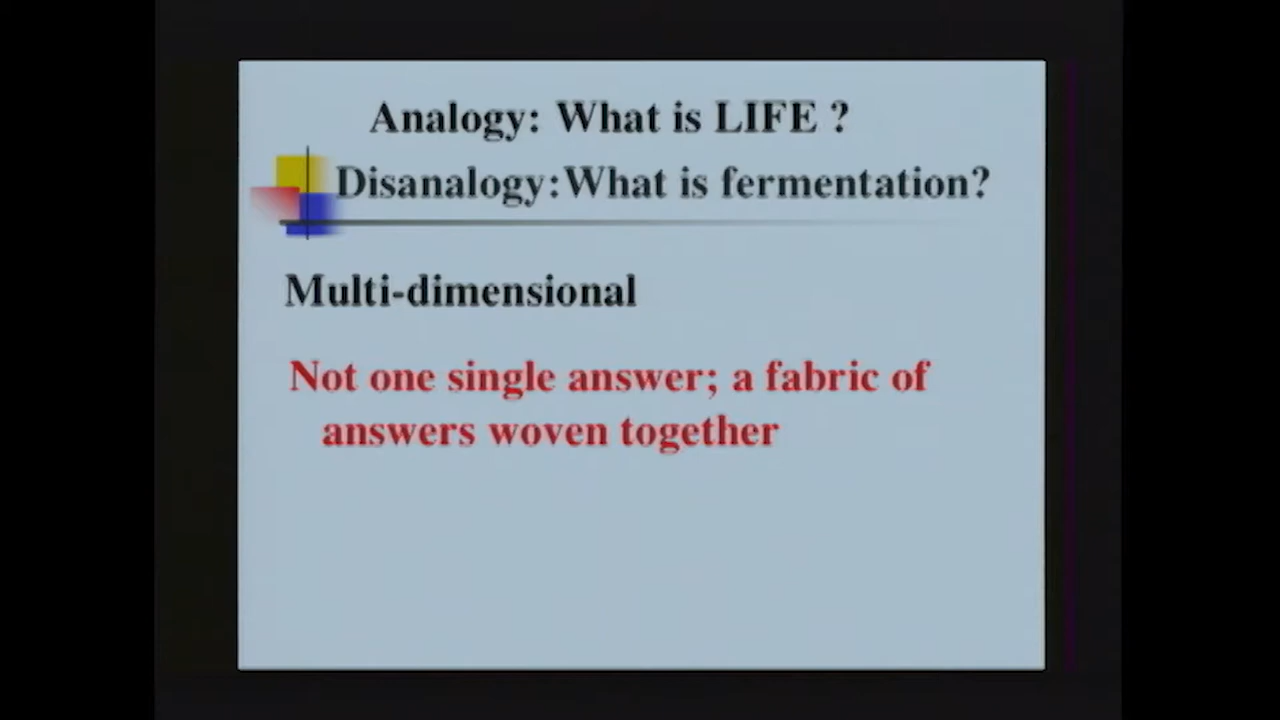 Analogy: What is LIFE ?
Disanalogy:What is fermentation?
Multi-dimensional
Not one single answer; a fabric of
answers woven together